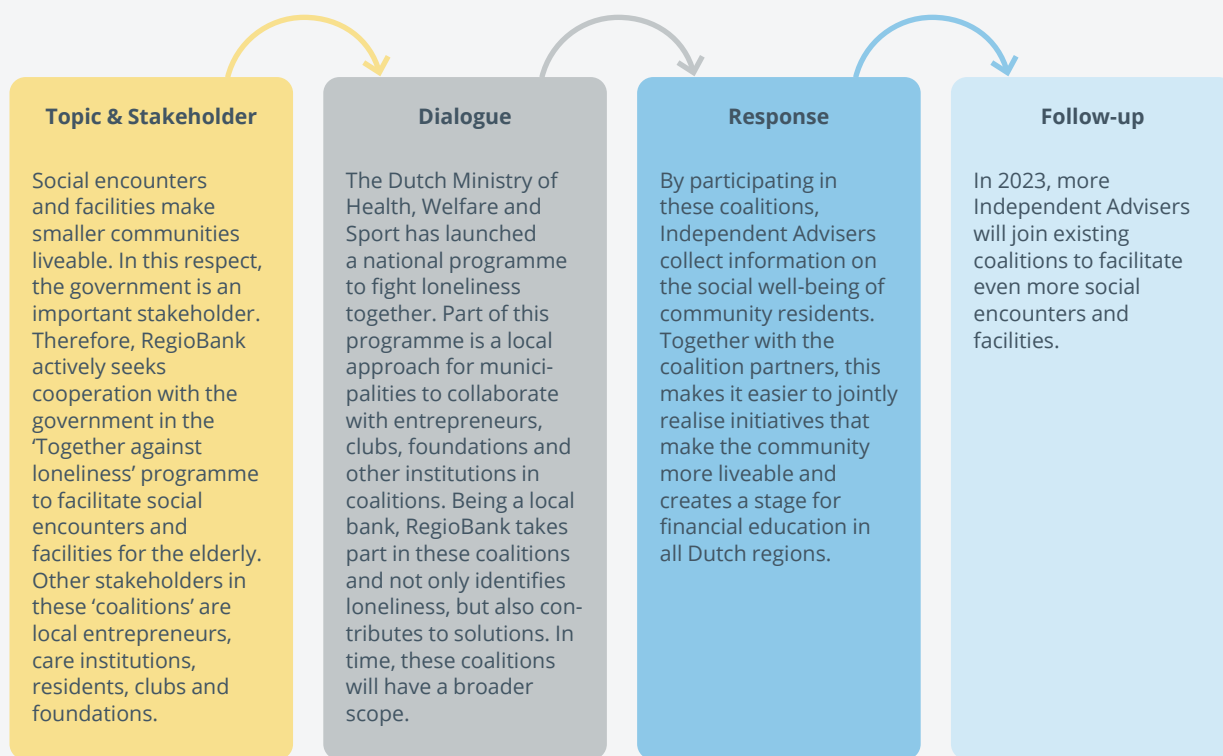 Topic & Stakeholder
Social encounters
and facilities make
smaller communities
liveable. In this respect,
the government is an
important stakeholder.
Therefore, RegioBank
actively seeks
cooperation with the
government in the
‘Together against
loneliness’ programme
to facilitate social
encounters and
facilities for the elderly.
Other stakeholders in
these ‘coalitions’ are
local entrepreneurs,
care institutions,
residents, clubs and
foundations.
Dialogue
The Dutch Ministry of
Health, Welfare and
Sport has launched
a national programme
to fight loneliness
together. Part of this
programme is a local
approach for munici-
palities to collaborate
with entrepreneurs,
clubs, foundations and
other institutions in
coalitions. Being a local
bank, RegioBank takes
part in these coalitions
and not only identifies
loneliness, but also con-
tributes to solutions. In
time, these coalitions
will have a broader
scope.
Response
By participating in
these coalitions,
Independent Advisers
collect information on
the social well-being of
community residents.
Together with the
coalition partners, this
makes it easier to jointly
realise initiatives that
make the community
more liveable and
creates a stage for
financial education in
all Dutch regions.
Follow-up
In 2023, more
Independent Advisers
will join existing
coalitions to facilitate
even more social
encounters and
facilities.